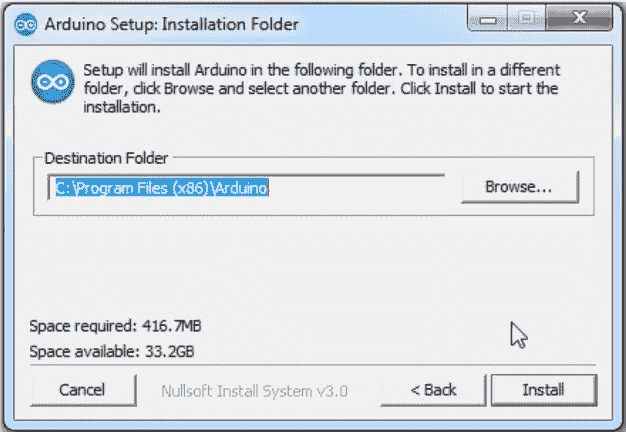 Arduino Setup: Installation Folder
Setup will install Arduino in the following folder. To install in a different
folder, click Browse and select another folder. Click Install to start the
installation.
Destination Folder
C:\Program Files (x86)\Arduino
Browse...
Space required: 416.7MB
Space available: 33.2GB
Cancel
Nullsoft Install System v3.0
< Back
Install